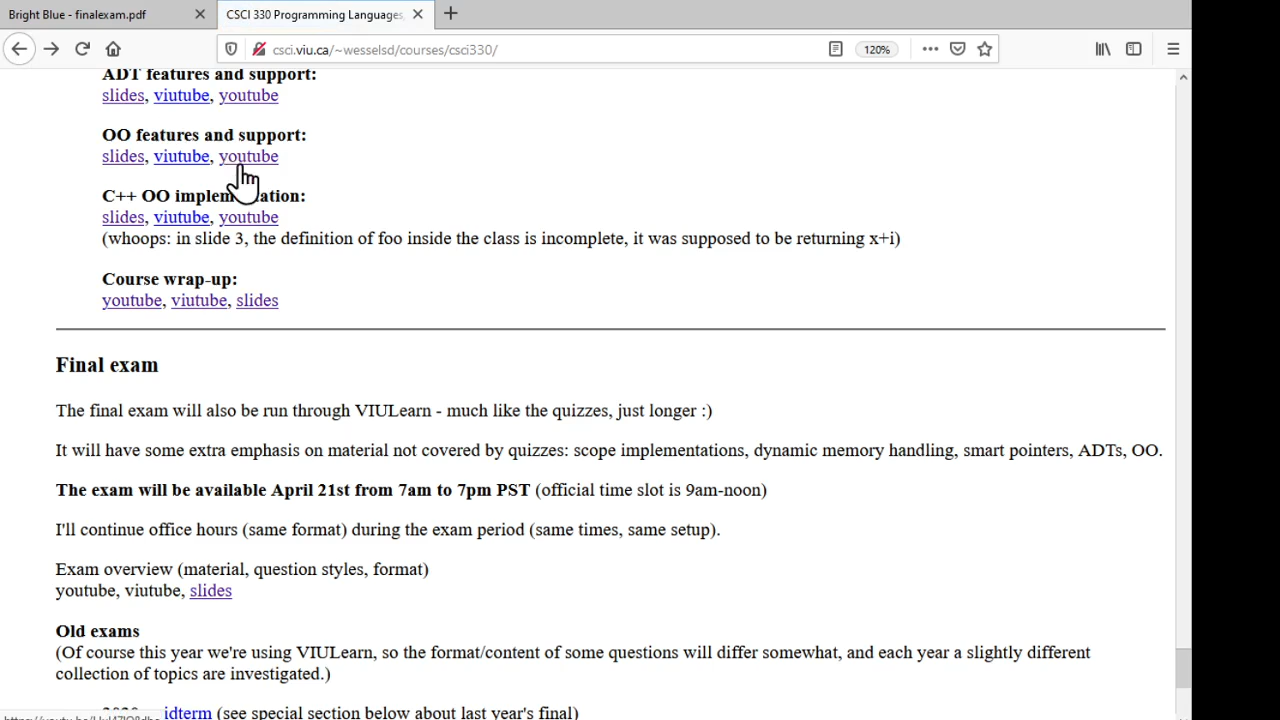 Bright Blue - finalexam.pdf
CSCI 330 Programming Languages,
csci.viu.ca/~wesselsd/courses/csci330/
120%
ADT features and support:
slides, viutube, youtube
OO features and support:
slides, viutube, youtube
C++ OO implementation:
slides, viutube, youtube
(whoops: in slide 3, the definition of foo inside the class is incomplete, it was supposed to be returning x+i)
Course wrap-up:
youtube, viutube, slides
Final exam
The final exam will also be run through VIULearn - much like the quizzes, just longer :)
It will have some extra emphasis on material not covered by quizzes: scope implementations, dynamic memory handling, smart pointers, ADTs, OO.
The exam will be available April 21st from 7am to 7pm PST (official time slot is 9am-noon)
I'll continue office hours (same format) during the exam period (same times, same setup).
Exam overview (material, question styles, format)
youtube, viutube, slides
Old exams
(Of course this year we're using VIULearn, so the format/content of some questions will differ somewhat, and each year a slightly different
collection of topics are investigated.)
2020 midterm (see special section below about last year's final)